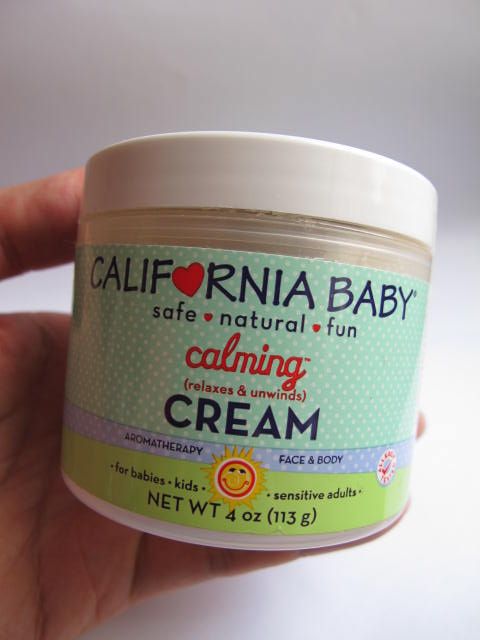 CALIFORNIA BABY®
safe ♥ natural ♥ fun
calming™
(relaxes & unwinds)
CREAM
AROMATHERAPY FACE & BODY
• for babies • kids • • sensitive adults •
NET WT 4 oz (113 g)